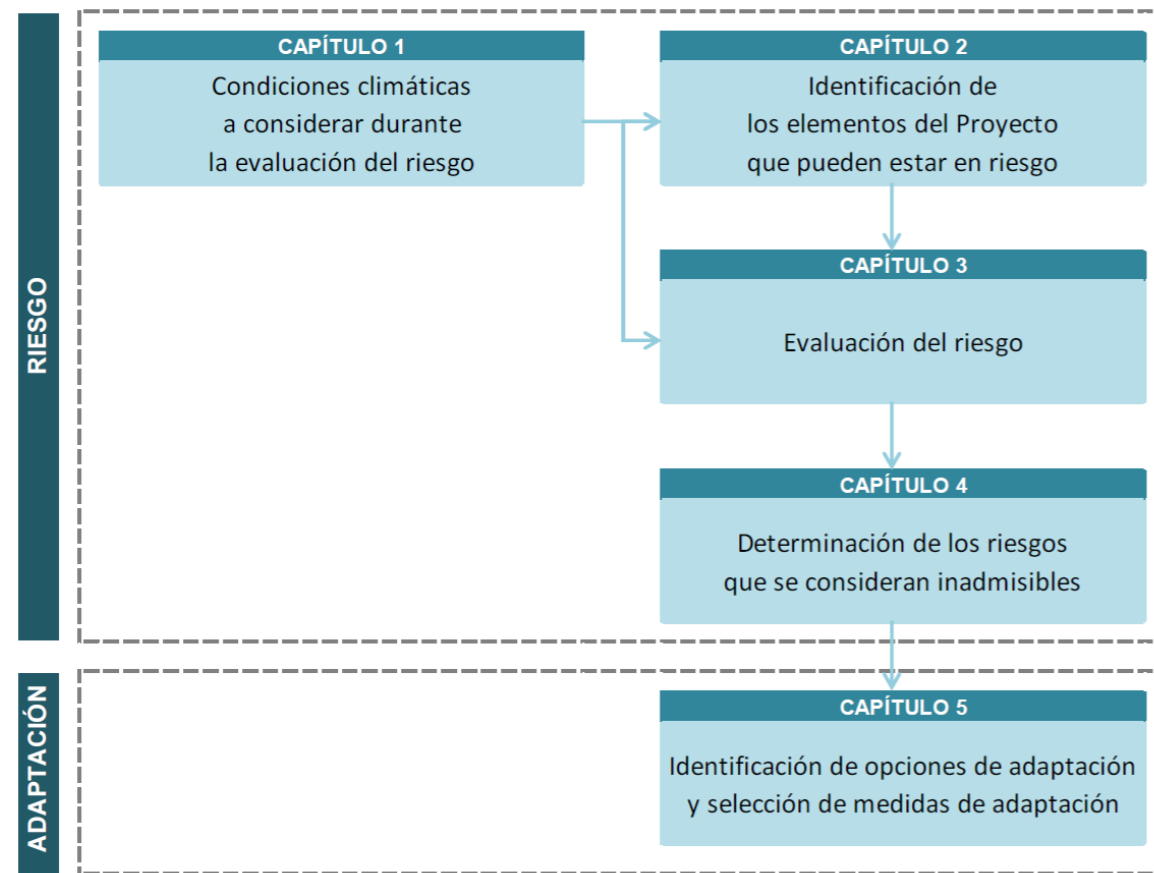 RIESGO
CAPÍTULO 1
Condiciones climáticas
a considerar durante
la evaluación del riesgo
CAPÍTULO 2
Identificación de
los elementos del Proyecto
que pueden estar en riesgo
CAPÍTULO 3
Evaluación del riesgo
CAPÍTULO 4
Determinación de los riesgos
que se consideran inadmisibles
ADAPTACIÓN
CAPÍTULO 5
Identificación de opciones de adaptación
y selección de medidas de adaptación